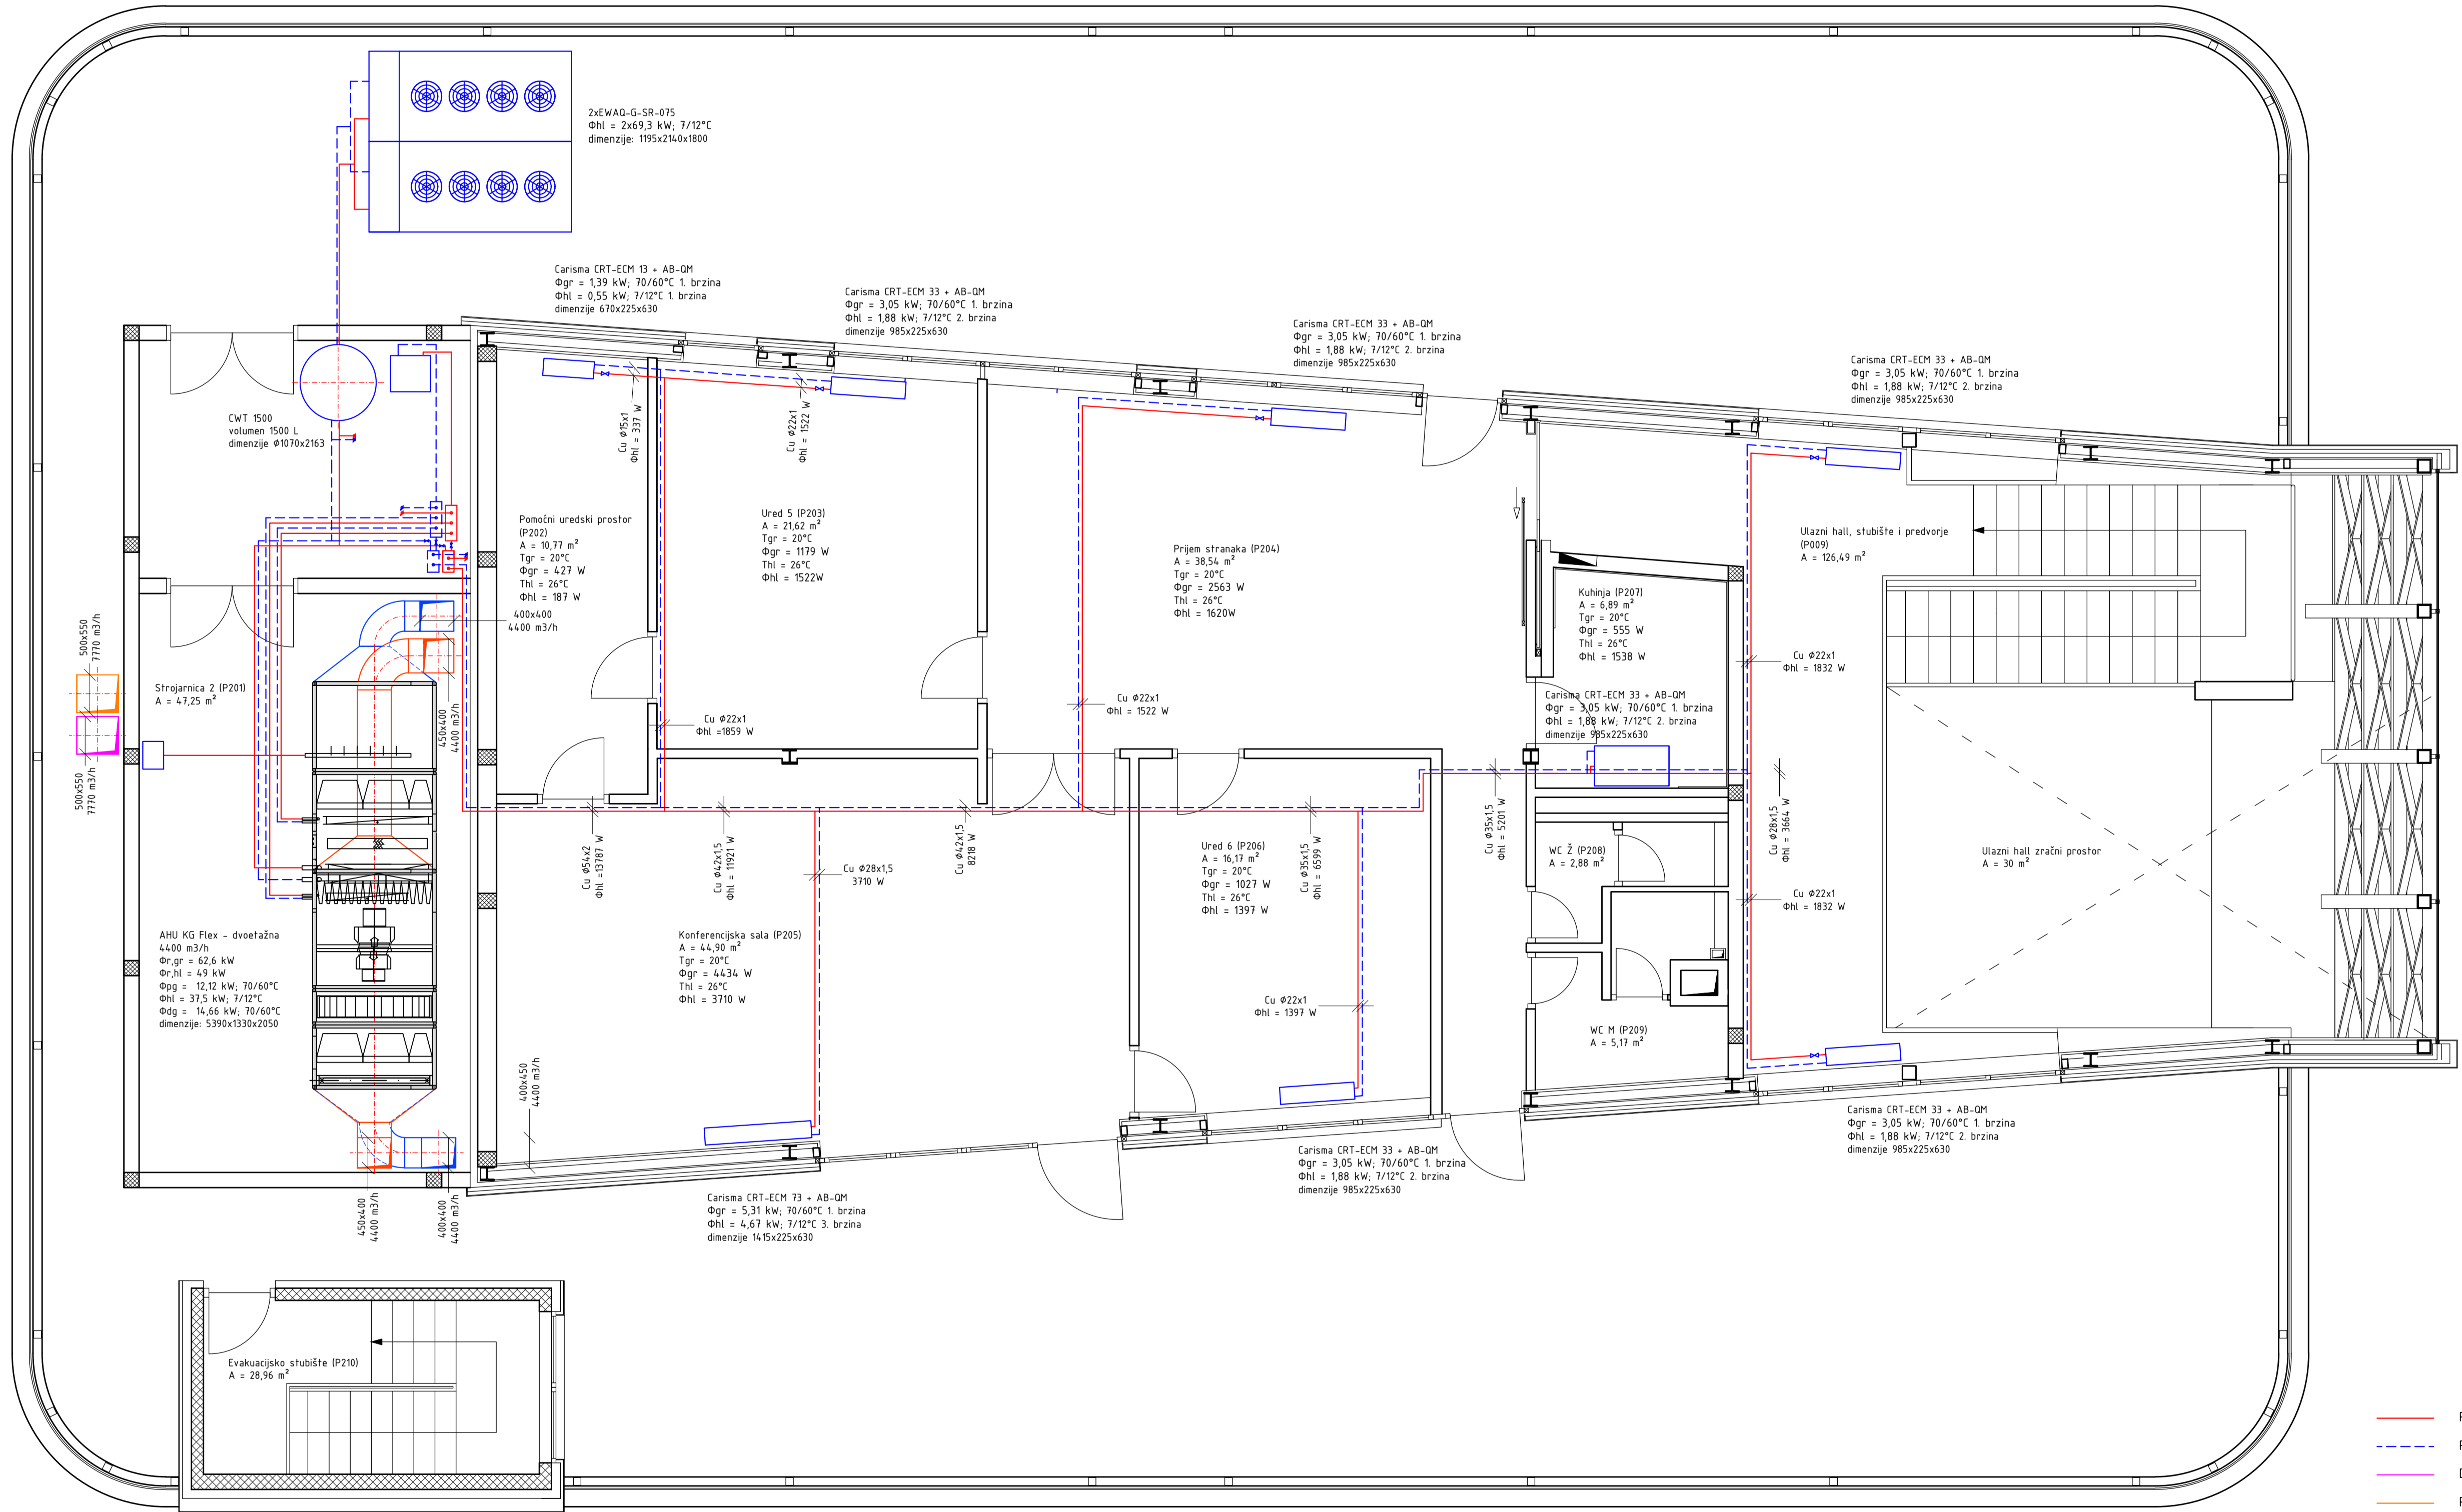 2xEWAQ-G-SR-075
Φhl = 2x69,3 kW; 7/12°C
dimenzije: 1195x2140x1800
Carisma CRT-ECM 13 + AB-QM
Φgr = 1,39 kW; 70/60°C 1. brzina
Φhl = 0,55 kW; 7/12°C 1. brzina
dimenzije 670x225x630
Carisma CRT-ECM 33 + AB-QM
Φgr = 3,05 kW; 70/60°C 1. brzina
Φhl = 1,88 kW; 7/12°C 2. brzina
dimenzije 985x225x630
Carisma CRT-ECM 33 + AB-QM
Φgr = 3,05 kW; 70/60°C 1. brzina
Φhl = 1,88 kW; 7/12°C 2. brzina
dimenzije 985x225x630
Carisma CRT-ECM 33 + AB-QM
Φgr = 3,05 kW; 70/60°C 1. brzina
Φhl = 1,88 kW; 7/12°C 2. brzina
dimenzije 985x225x630
CWT 1500
volumen 1500 L
dimenzije Ø1070x2163
Cu Ø15x1
Φhl = 337 W
Cu Ø22x1
Φhl = 1522 W
Pomoćni uredski prostor
(P202)
A = 10,77 m²
Tgr = 20°C
Φgr = 427 W
Thl = 26°C
Φhl = 187 W
Ured 5 (P203)
A = 21,62 m²
Tgr = 20°C
Φgr = 1179 W
Thl = 26°C
Φhl = 1522W
Prijem stranaka (P204)
A = 38,54 m²
Tgr = 20°C
Φgr = 2563 W
Thl = 26°C
Φhl = 1620W
Kuhinja (P207)
A = 6,89 m²
Tgr = 20°C
Φgr = 555 W
Thl = 26°C
Φhl = 1538 W
Ulazni hall, stubište i predvorje
(P009)
A = 126,49 m²
400x400
4400 m3/h
500x550
7770 m3/h
Strojarnica 2 (P201)
A = 47,25 m²
450x400
4400 m3/h
500x550
7770 m3/h
Cu Ø22x1
Φhl =1859 W
Cu Ø22x1
Φhl = 1522 W
Cu Ø22x1
Φhl = 1832 W
Carisma CRT-ECM 33 + AB-QM
Φgr = 3,05 kW; 70/60°C 1. brzina
Φhl = 1,88 kW; 7/12°C 2. brzina
dimenzije 985x225x630
Cu Ø54x2
Φhl =13787 W
Cu Ø42x1,5
Φhl = 11921 W
Cu Ø28x1,5
3710 W
Cu Ø42x1,5
8218 W
Ured 6 (P206)
A = 16,17 m²
Tgr = 20°C
Φgr = 1027 W
Thl = 26°C
Φhl = 1397 W
Cu Ø35x1,5
Φhl = 6599 W
Cu Ø35x1,5
Φhl = 5201 W
WC Ž (P208)
A = 2,88 m²
Cu Ø28x1,5
Φhl = 3664 W
Cu Ø22x1
Φhl = 1832 W
Ulazni hall zračni prostor
A = 30 m²
AHU KG Flex - dvoetažna
4400 m3/h
Φr,gr = 62,6 kW
Φr,hl = 49 kW
Φpg = 12,12 kW; 70/60°C
Φhl = 37,5 kW; 7/12°C
Φdg = 14,66 kW; 70/60°C
dimenzije: 5390x1330x2050
Konferencijska sala (P205)
A = 44,90 m²
Tgr = 20°C
Φgr = 4434 W
Thl = 26°C
Φhl = 3710 W
Cu Ø22x1
Φhl = 1397 W
WC M (P209)
A = 5,17 m²
400x450
4400 m3/h
450x400
4400 m3/h
400x400
4400 m3/h
Carisma CRT-ECM 73 + AB-QM
Φgr = 5,31 kW; 70/60°C 1. brzina
Φhl = 4,67 kW; 7/12°C 3. brzina
dimenzije 1415x225x630
Carisma CRT-ECM 33 + AB-QM
Φgr = 3,05 kW; 70/60°C 1. brzina
Φhl = 1,88 kW; 7/12°C 2. brzina
dimenzije 985x225x630
Carisma CRT-ECM 33 + AB-QM
Φgr = 3,05 kW; 70/60°C 1. brzina
Φhl = 1,88 kW; 7/12°C 2. brzina
dimenzije 985x225x630
Evakuacijsko stubište (P210)
A = 28,96 m²